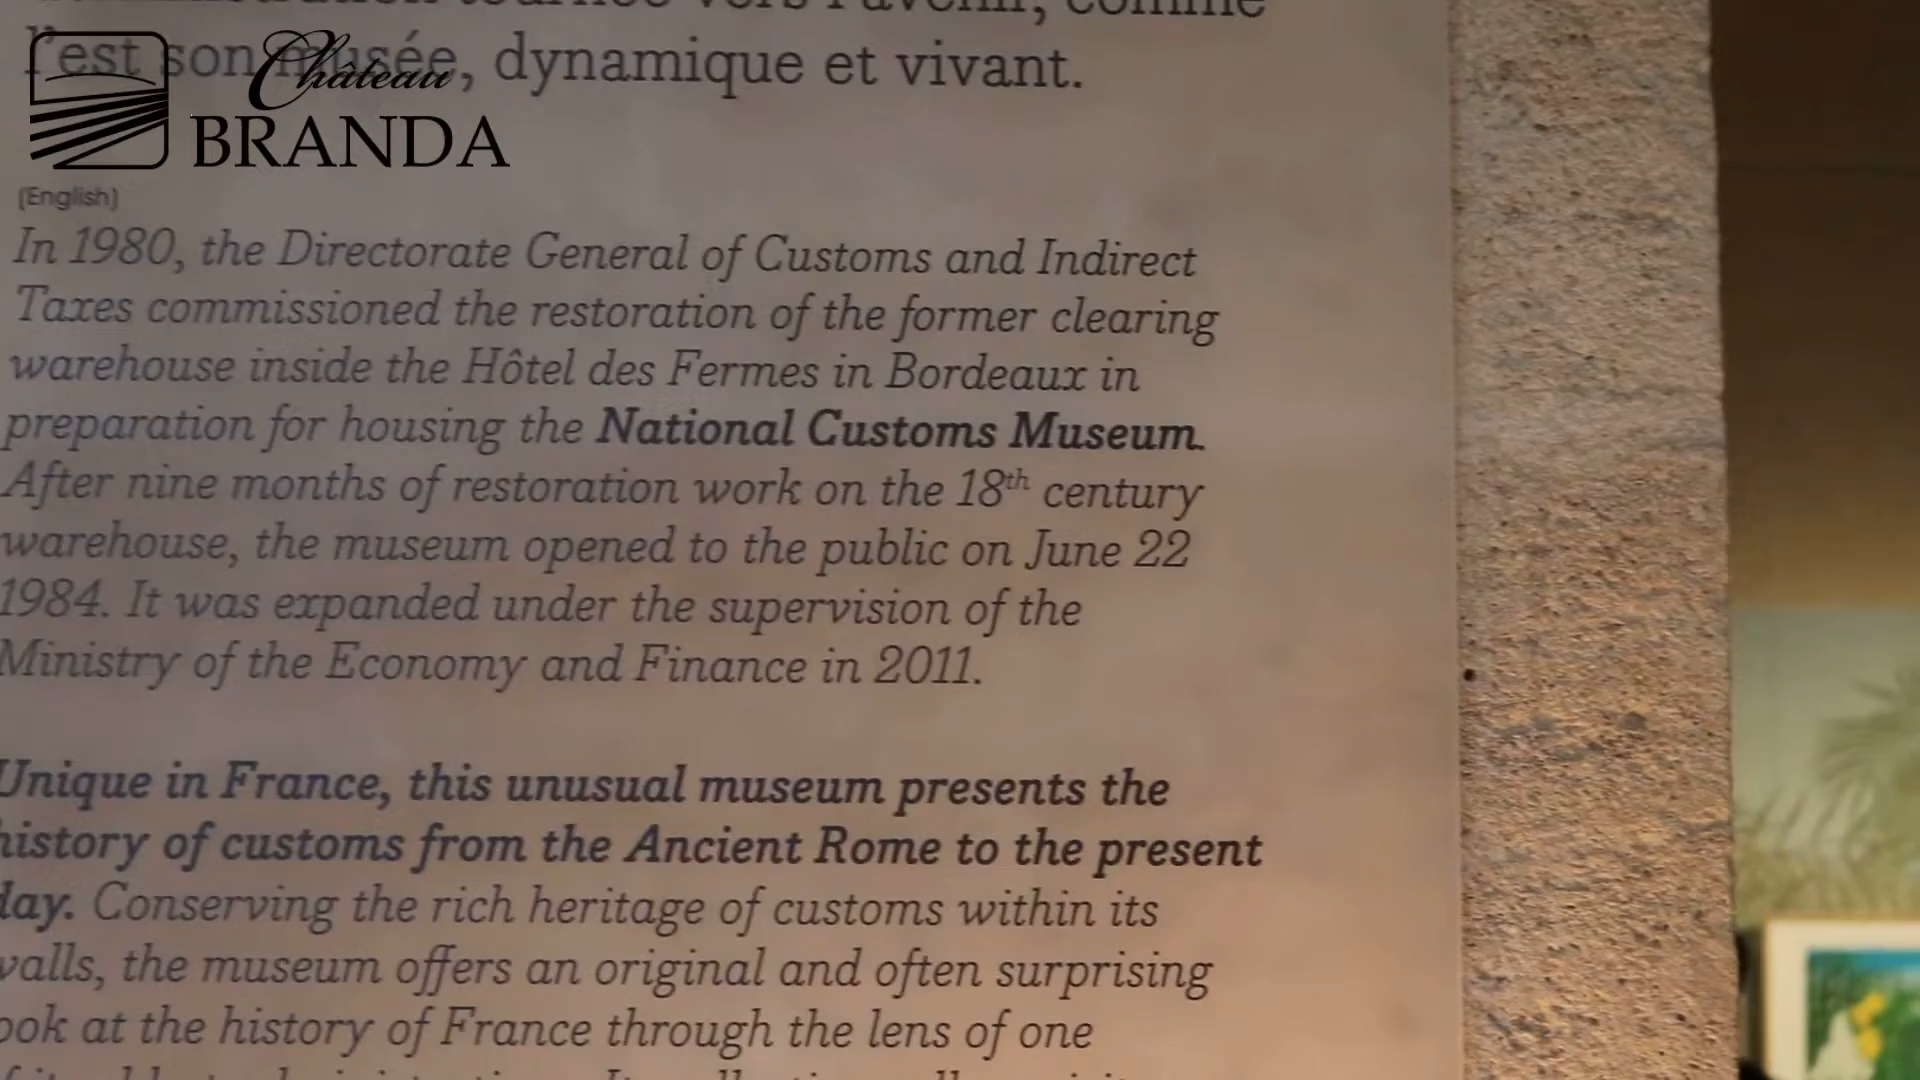 l'est son musée, dynamique et vivant.
Château
BRANDA
(English)
In 1980, the Directorate General of Customs and Indirect
Taxes commissioned the restoration of the former clearing
warehouse inside the Hôtel des Fermes in Bordeaux in
preparation for housing the National Customs Museum.
After nine months of restoration work on the 18th century
warehouse, the museum opened to the public on June 22
1984. It was expanded under the supervision of the
Ministry of the Economy and Finance in 2011.
Unique in France, this unusual museum presents the
history of customs from the Ancient Rome to the present
day. Conserving the rich heritage of customs within its
walls, the museum offers an original and often surprising
look at the history of France through the lens of one